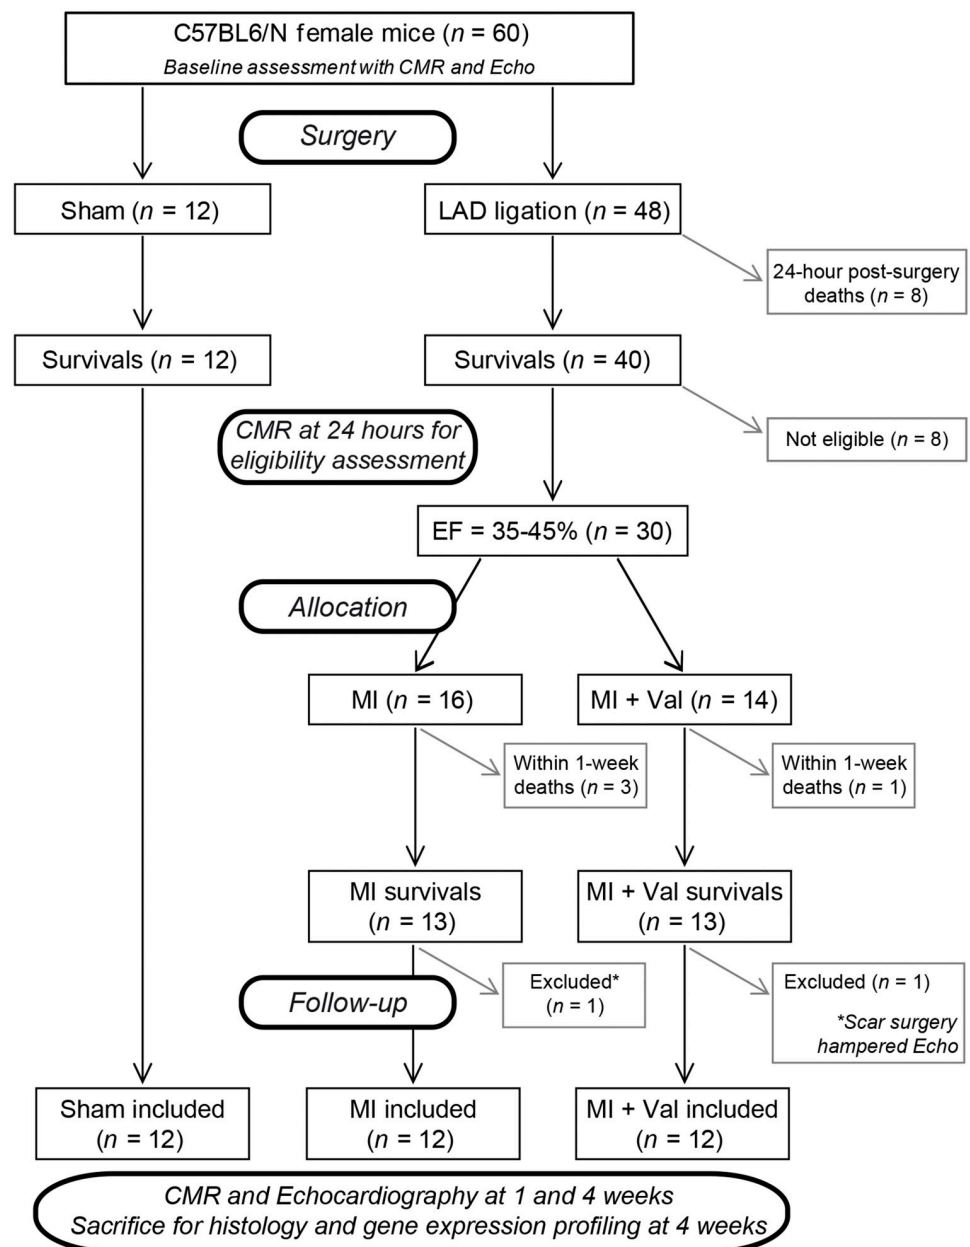 C57BL6/N female mice (n = 60)
Baseline assessment with CMR and Echo
Surgery
Sham (n = 12)
LAD ligation (n = 48)
24-hour post-surgery
deaths (n = 8)
Survivals (n = 12)
Survivals (n = 40)
CMR at 24 hours for
eligibility assessment
Not eligible (n = 8)
EF = 35-45% (n = 30)
Allocation
MI (n = 16)
MI + Val (n = 14)
Within 1-week
deaths (n = 3)
Within 1-week
deaths (n = 1)
MI survivals
(n = 13)
MI + Val survivals
(n = 13)
Follow-up
Excluded*
(n = 1)
Excluded (n = 1)
*Scar surgery
hampered Echo
Sham included
(n = 12)
MI included
(n = 12)
MI + Val included
(n = 12)
CMR and Echocardiography at 1 and 4 weeks
Sacrifice for histology and gene expression profiling at 4 weeks